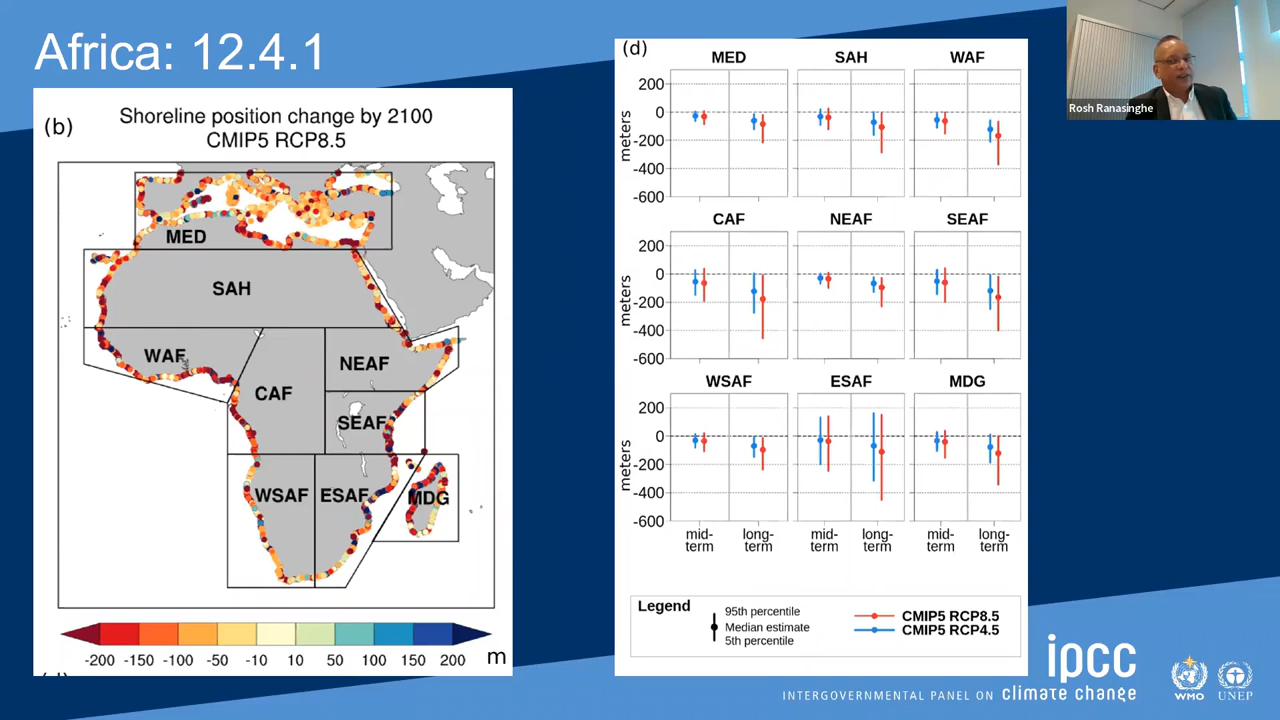 Africa: 12.4.1
(b)
Shoreline position change by 2100
CMIP5 RCP8.5
MED
SAH
WAF
NEAF
CAF
SEAF
WSAF
ESAF
MDG
-200 -150 -100 -50 -10 10 50 100 150 200 m
(d)
MED SAH WAF
meters
200
0
-200
-400
-600
CAF NEAF SEAF
meters
200
0
-200
-400
-600
WSAF ESAF MDG
meters
200
0
-200
-400
-600
mid-term long-term mid-term long-term mid-term long-term
Legend
95th percentile
Median estimate
5th percentile
CMIP5 RCP8.5
CMIP5 RCP4.5
Rosh Ranasinghe
ipcc
INTERGOVERNMENTAL PANEL ON climate change
WMO
UNEP